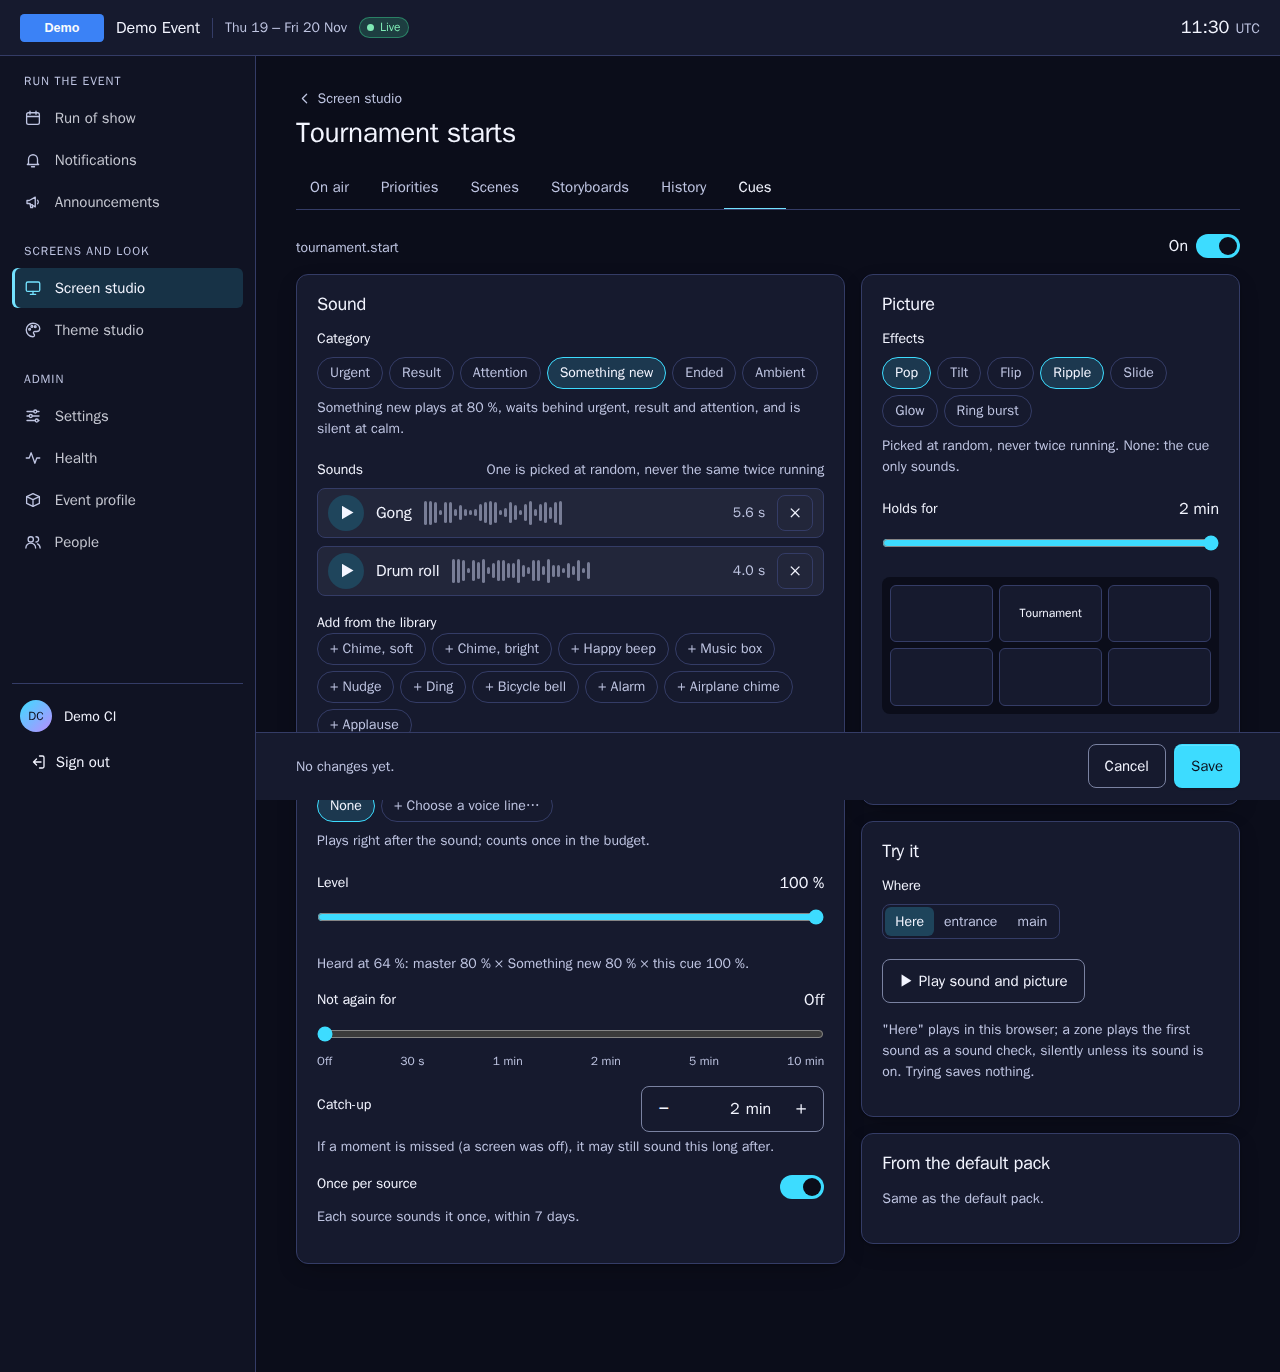 Demo
Demo Event
Thu 19 – Fri 20 Nov
Live
11:30 UTC
RUN THE EVENT
Run of show
Notifications
Announcements
SCREENS AND LOOK
Screen studio
Theme studio
ADMIN
Settings
Health
Event profile
People
DC
Demo CI
Sign out
Screen studio
Tournament starts
On air
Priorities
Scenes
Storyboards
History
Cues
tournament.start
On
Sound
Category
Urgent
Result
Attention
Something new
Ended
Ambient
Something new plays at 80 %, waits behind urgent, result and attention, and is
silent at calm.
Sounds
One is picked at random, never the same twice running
Gong
5.6 s
Drum roll
4.0 s
Add from the library
+ Chime, soft
+ Chime, bright
+ Happy beep
+ Music box
+ Nudge
+ Ding
+ Bicycle bell
+ Alarm
+ Airplane chime
+ Applause
No changes yet.
Cancel
Save
None
+ Choose a voice line···
Plays right after the sound; counts once in the budget.
Level
100 %
Heard at 64 %: master 80 % × Something new 80 % × this cue 100 %.
Not again for
Off
Off
30 s
1 min
2 min
5 min
10 min
Catch-up
− 2 min +
If a moment is missed (a screen was off), it may still sound this long after.
Once per source
Each source sounds it once, within 7 days.
Picture
Effects
Pop
Tilt
Flip
Ripple
Slide
Glow
Ring burst
Picked at random, never twice running. None: the cue
only sounds.
Holds for
2 min
Tournament
Try it
Where
Here
entrance
main
Play sound and picture
"Here" plays in this browser; a zone plays the first
sound as a sound check, silently unless its sound is
on. Trying saves nothing.
From the default pack
Same as the default pack.